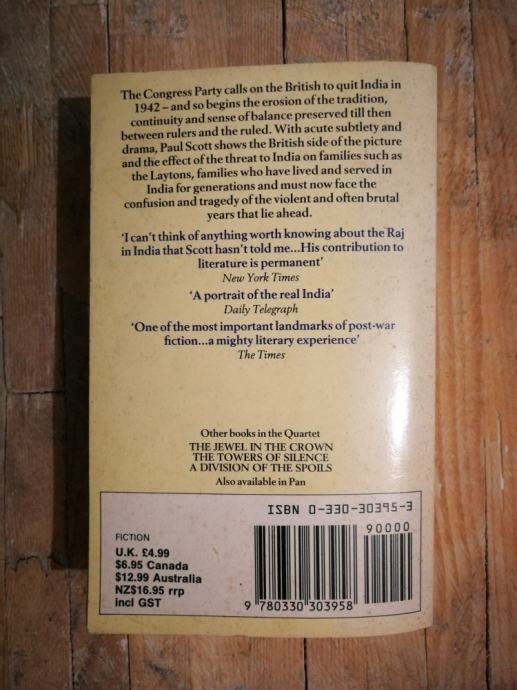 The Congress Party calls on the British to quit India in
1942 – and so begins the erosion of the tradition,
continuity and sense of balance preserved till then
between rulers and the ruled. With acute subtlety and
drama, Paul Scott shows the British side of the picture
and the effect of the threat to India on families such as
the Laytons, families who have lived and served in
India for generations and must now face the
confusion and tragedy of the violent and often brutal
years that lie ahead.
‘I can’t think of anything worth knowing about the Raj
in India that Scott hasn’t told me...His contribution to
literature is permanent’
New York Times
‘A portrait of the real India’
Daily Telegraph
‘One of the most important landmarks of post-war
fiction...a mighty literary experience’
The Times
Other books in the Quartet
THE JEWEL IN THE CROWN
THE TOWERS OF SILENCE
A DIVISION OF THE SPOILS
Also available in Pan
ISBN 0-330-30395-3
90000
FICTION
U.K. £4.99
$6.95 Canada
$12.99 Australia
NZ$16.95 rrp
incl GST
9 780330 303958